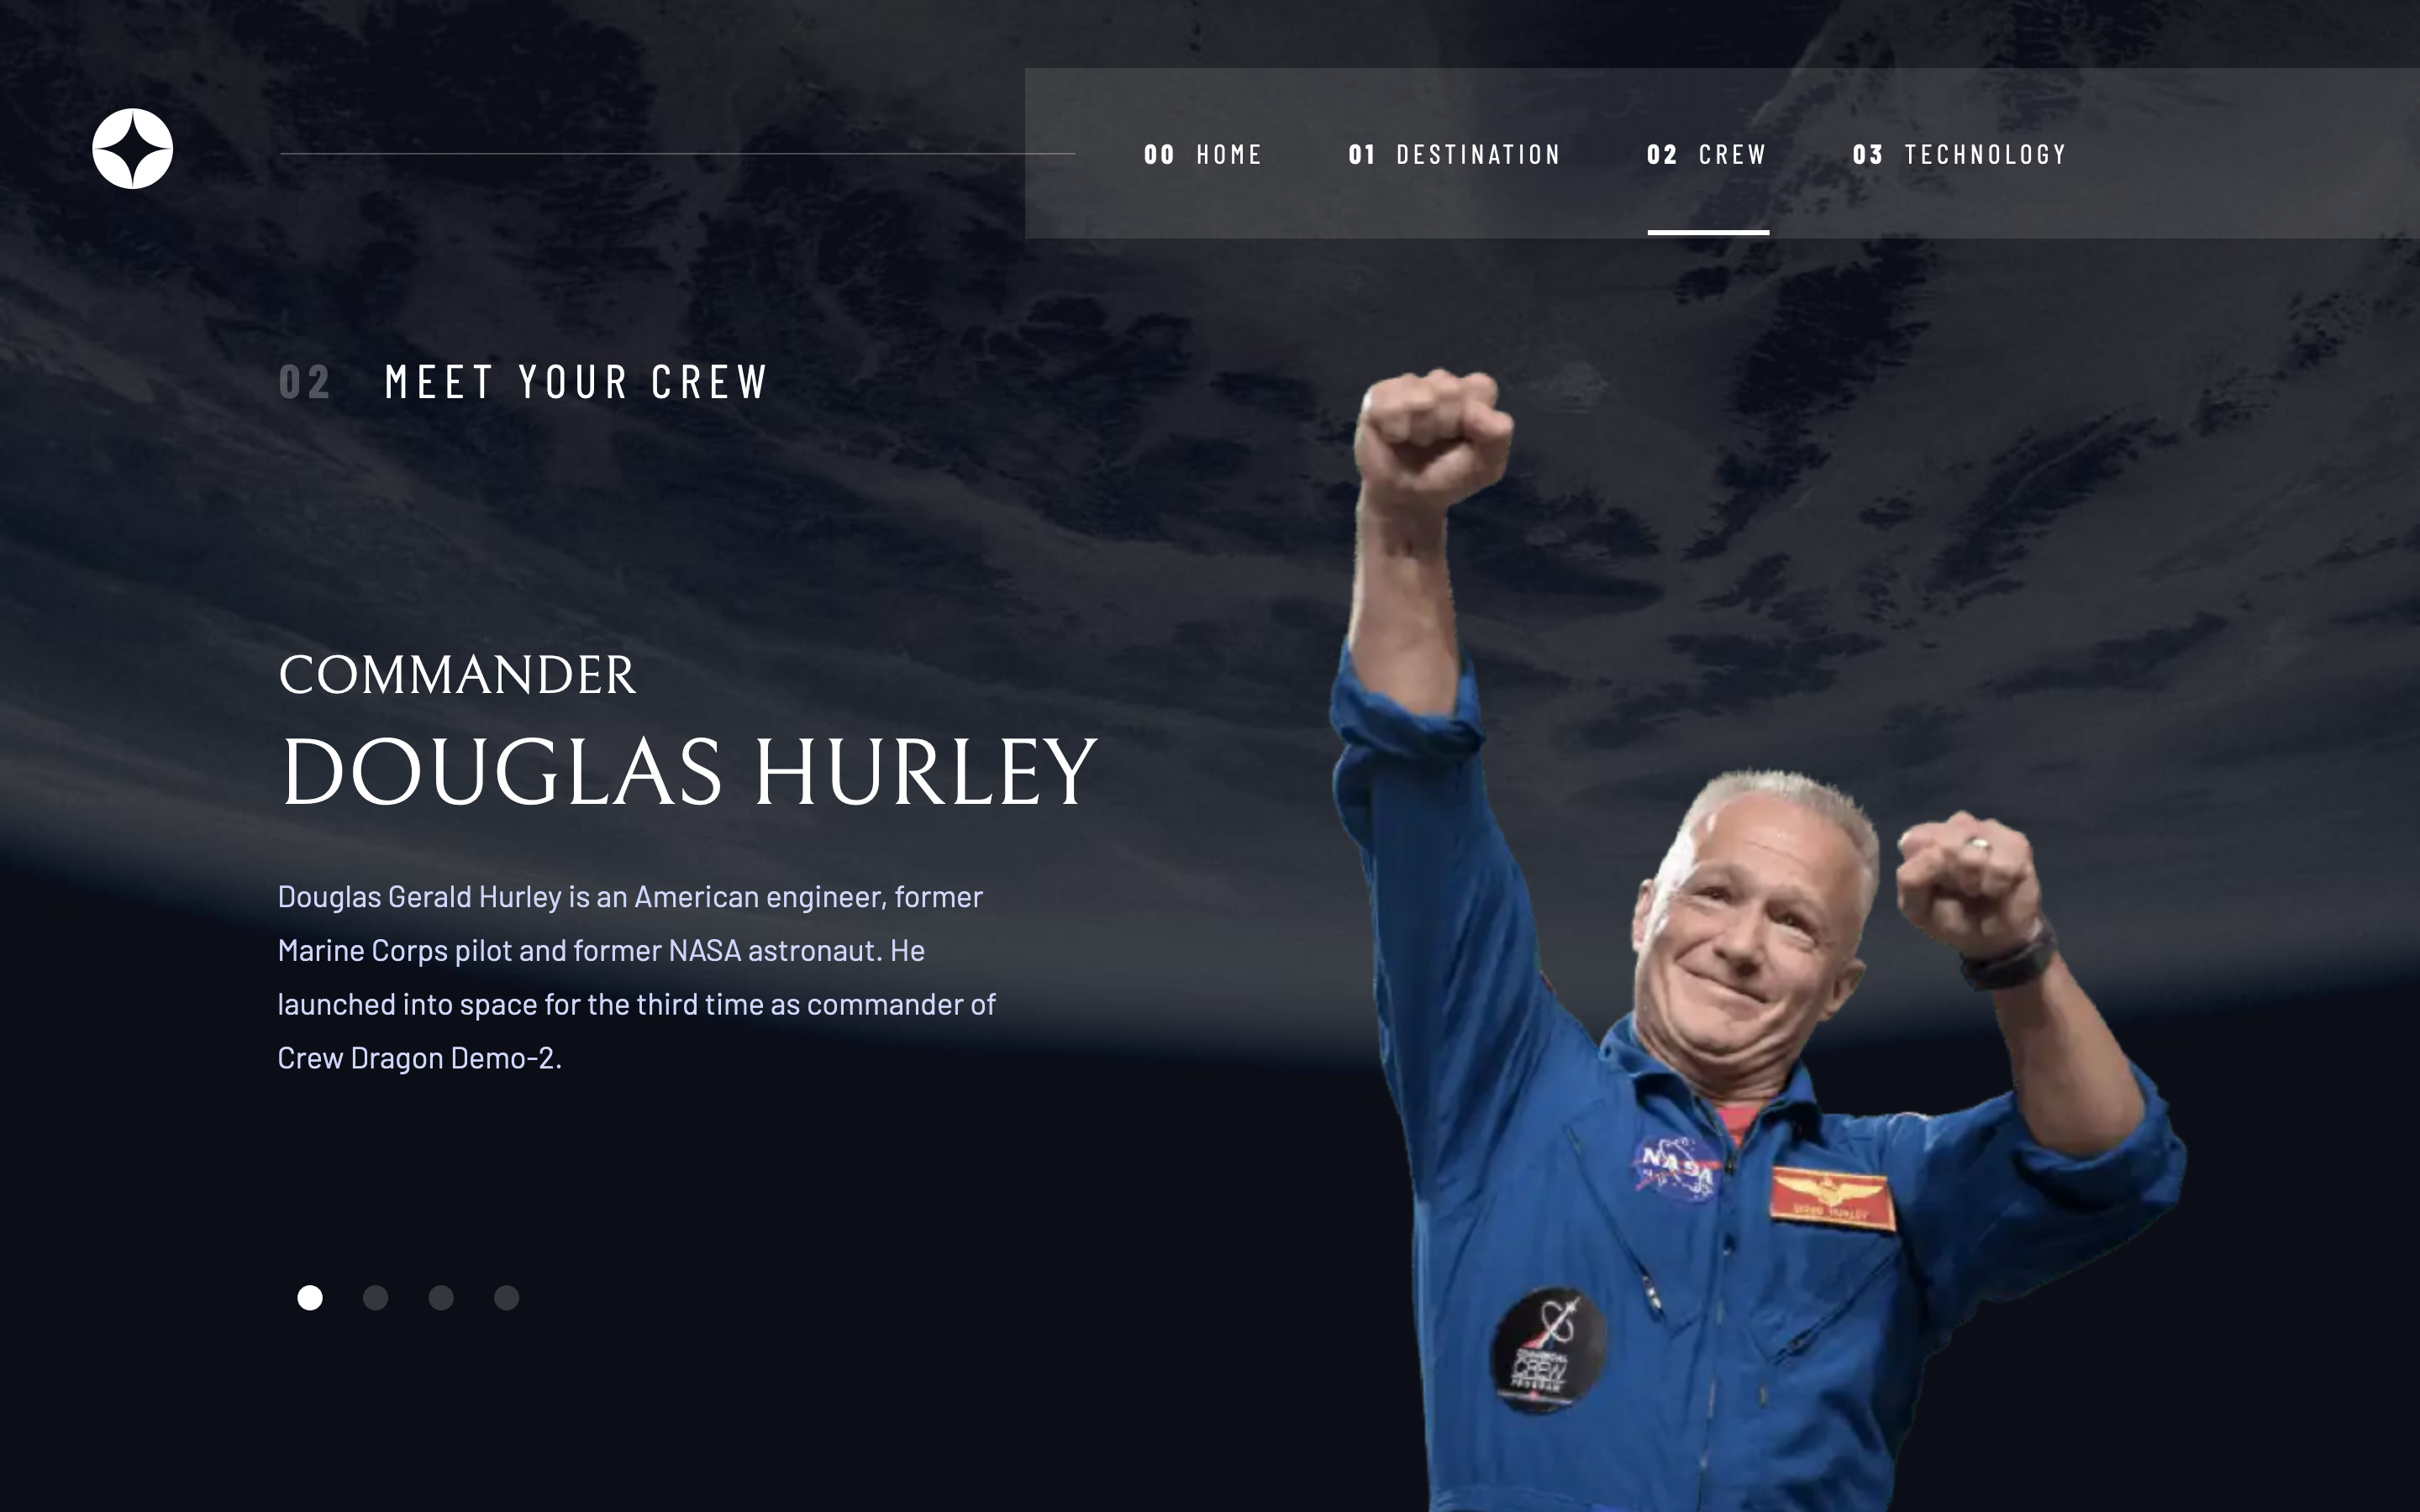 00 HOME 01 DESTINATION 02 CREW 03 TECHNOLOGY
02 MEET YOUR CREW
COMMANDER
DOUGLAS HURLEY
Douglas Gerald Hurley is an American engineer, former
Marine Corps pilot and former NASA astronaut. He
launched into space for the third time as commander of
Crew Dragon Demo-2.
NASA
CREW
PROGRAM